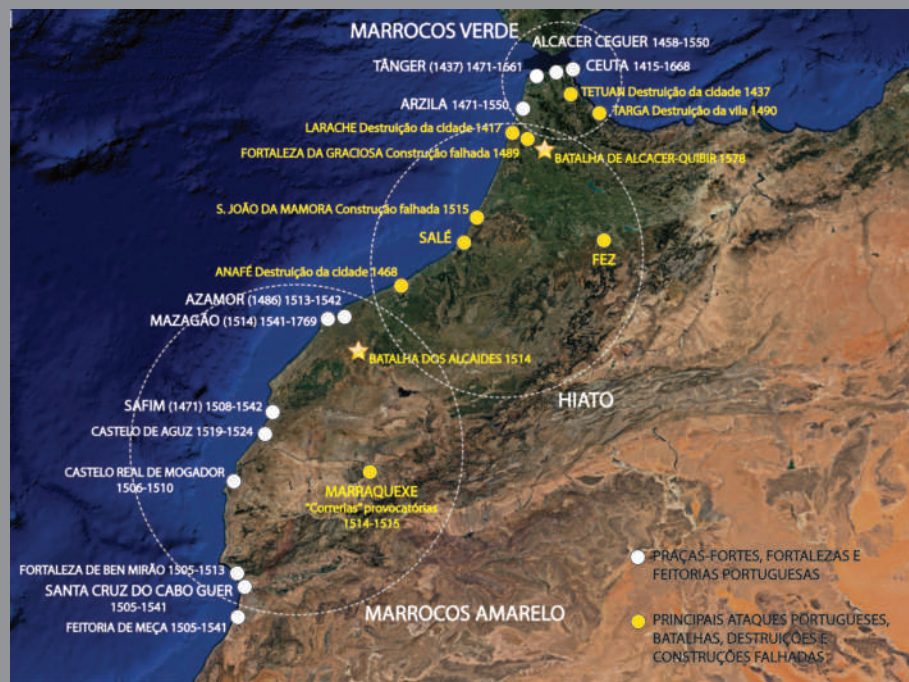 MARROCOS VERDE
ALCACER CEGUER 1458-1550
TÂNGER (1437) 1471-1661
CEUTA 1415-1668
TETUAN Destruição da cidade 1437
ARZILA 1471-1550
TARGA Destruição da vila 1490
LARACHE Destruição da cidade 1417
FORTALEZA DA GRACIOSA Construção falhada 1489
BATALHA DE ALCACER-QUIBIR 1578
S. JOÃO DA MAMORA Construção falhada 1515
SALÉ
FEZ
ANAFÉ Destruição da cidade 1468
AZAMOR (1486) 1513-1542
MAZAGÃO (1514) 1541-1769
BATALHA DOS ALCAIDES 1514
HIATO
SAFIM (1471) 1508-1542
CASTELO DE AGUZ 1519-1524
CASTELO REAL DE MOGADOR
1506-1510
MARRAQUEXE
"Correrias" provocatórias
1514-1515
FORTALEZA DE BEN MIRÃO 1505-1513
SANTA CRUZ DO CABO GUER
1505-1541
FEITORIA DE MEÇA 1505-1541
MARROCOS AMARELO
PRAÇAS-FORTES, FORTALEZAS E
FEITORIAS PORTUGUESAS
PRINCIPAIS ATAQUES PORTUGUESES,
BATALHAS, DESTRUIÇÕES E
CONSTRUÇÕES FALHADAS